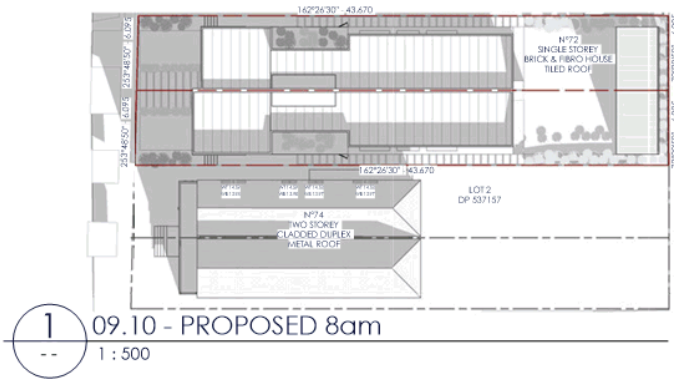 162°26'30" - 43.670
253°48'50" - 6.095
253°48'50" - 6.095
N°72
SINGLE STOREY
BRICK & FIBRO HOUSE
TILED ROOF
162°26'30" - 43.670
LOT 2
DP 537157
N°74
TWO STOREY
CLADDED DUPLEX
METAL ROOF
1
09.10 - PROPOSED 8am
--
1 : 500